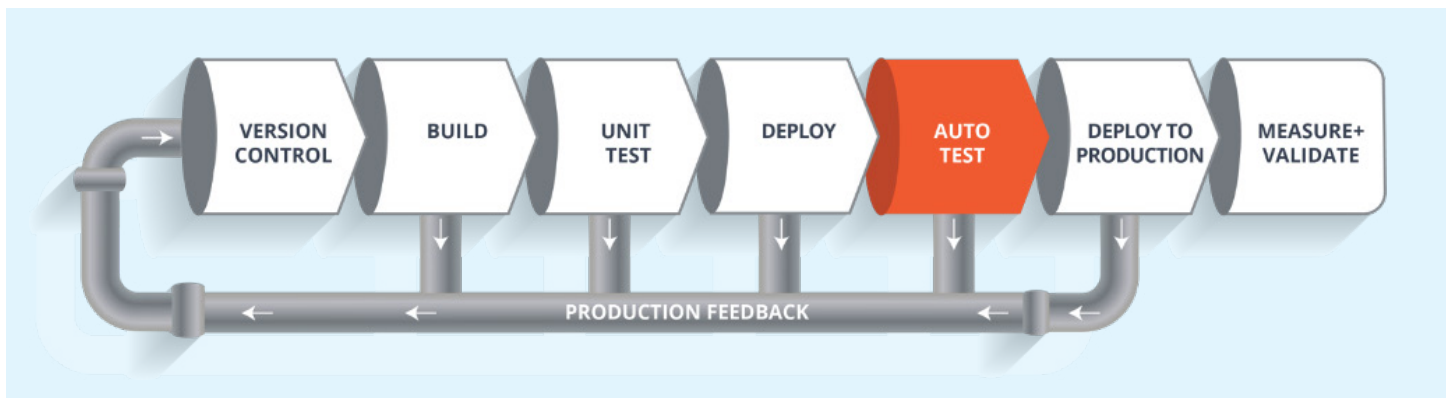 VERSION
CONTROL
BUILD
UNIT
TEST
DEPLOY
AUTO
TEST
DEPLOY TO
PRODUCTION
MEASURE+
VALIDATE
PRODUCTION FEEDBACK